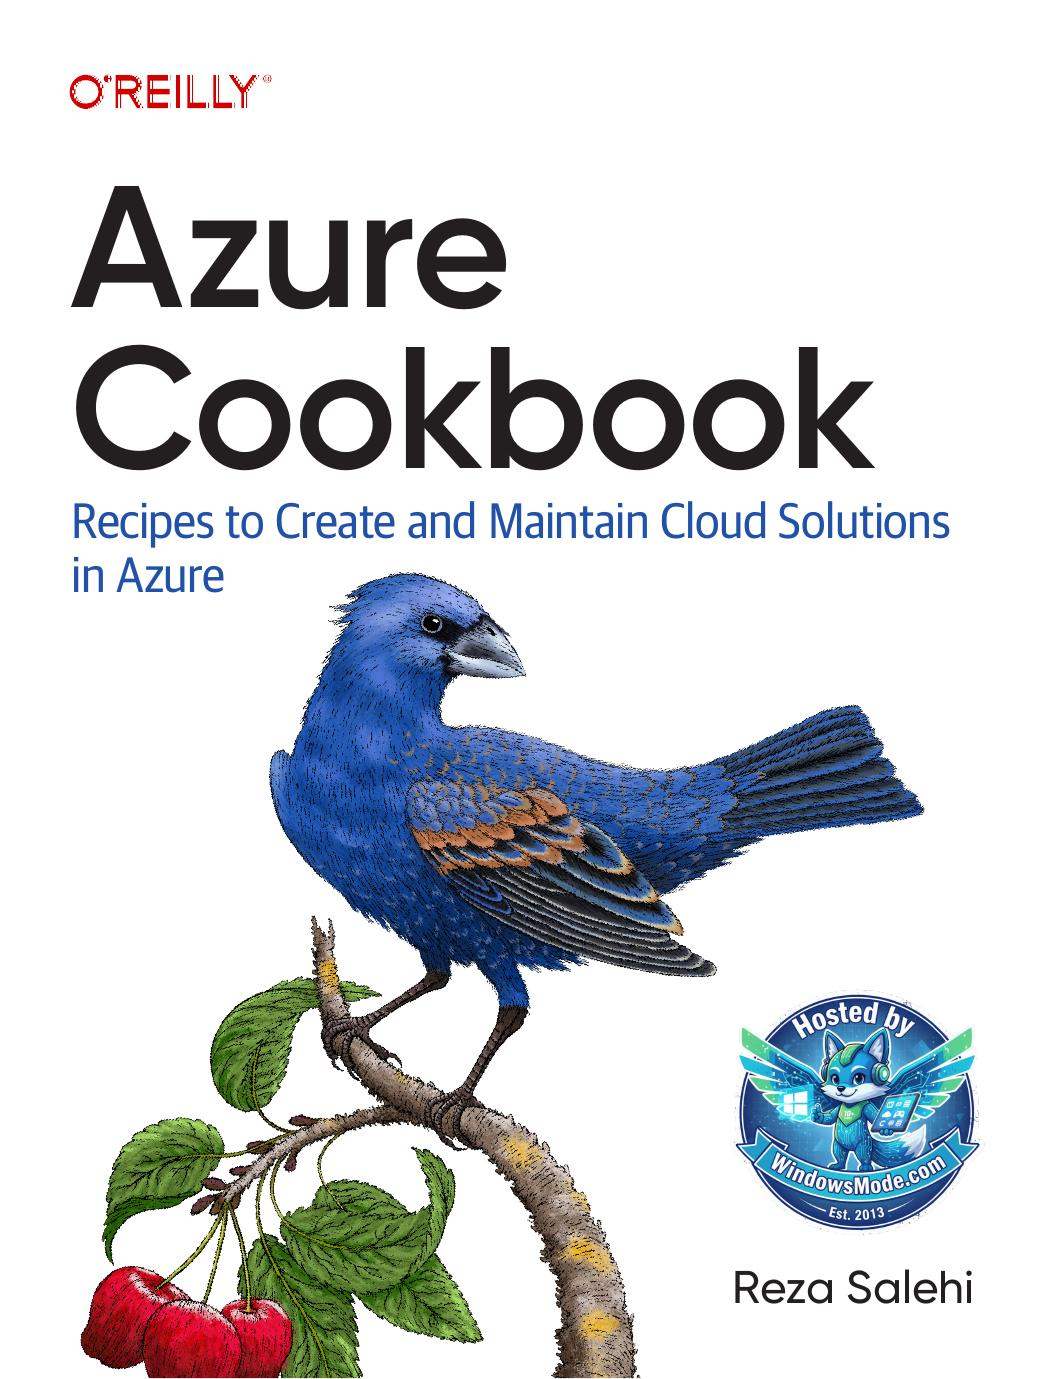 O'REILLY®
Azure
Cookbook
Recipes to Create and Maintain Cloud Solutions
in Azure
Hosted by
10+
WindowsMode.com
Est. 2013
Reza Salehi